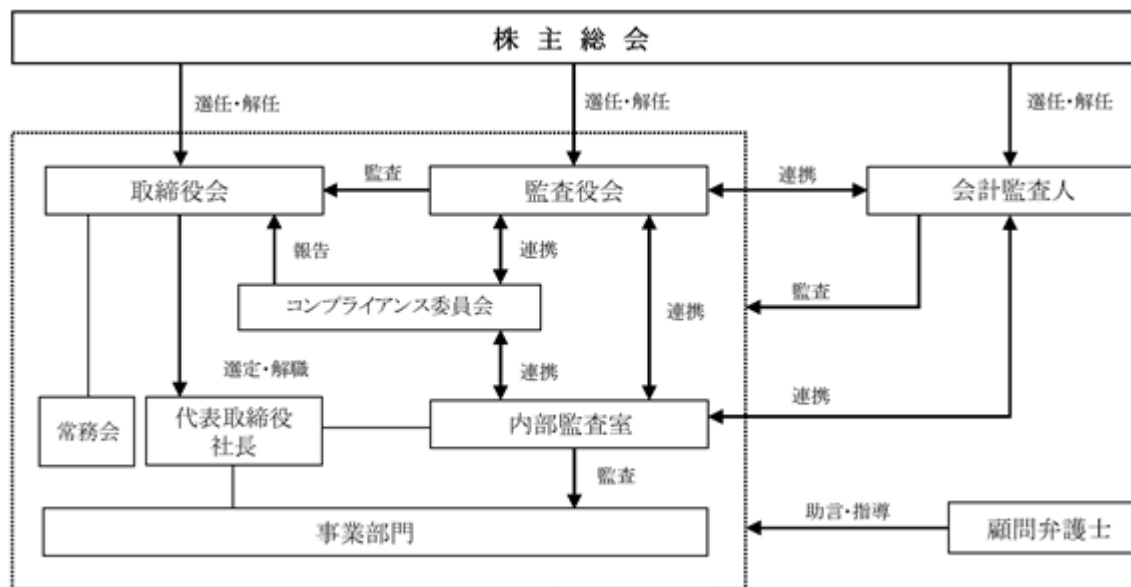 株主総会
選任・解任
選任・解任
選任・解任
取締役会
監査
監査役会
連携
会計監査人
報告
連携
コンプライアンス委員会
監査
連携
選定・解職
連携
常務会
代表取締役
社長
内部監査室
連携
監査
事業部門
助言・指導
顧問弁護士